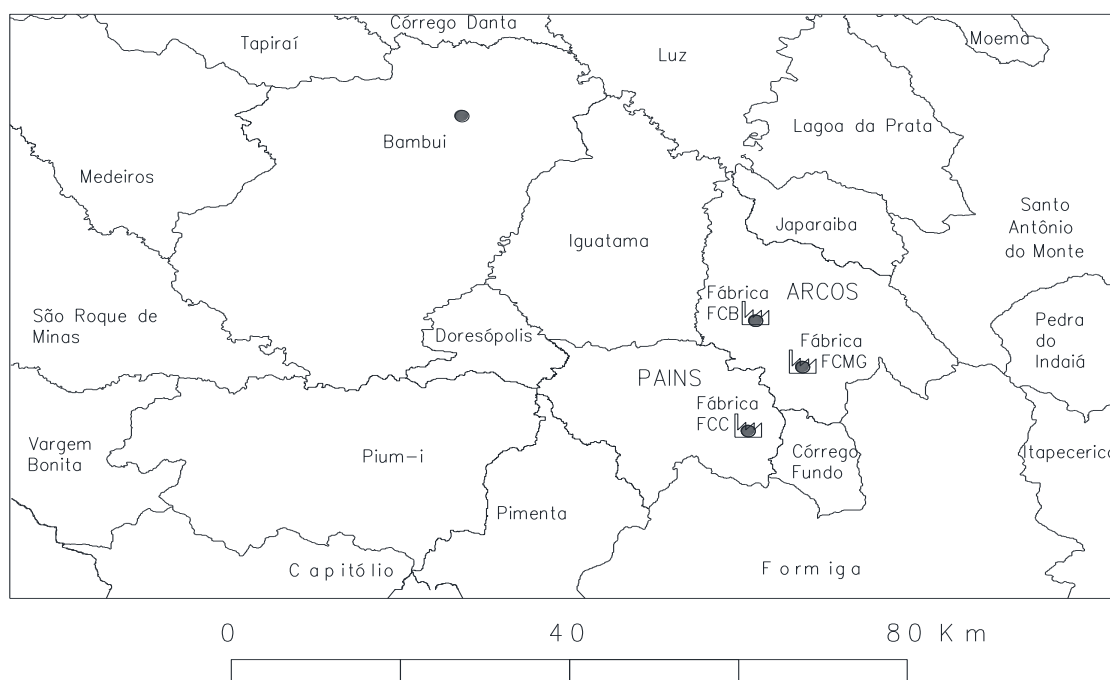 Córrego Danta
Tapiraí
Luz
Moema
Bambui
Lagoa da Prata
Medeiros
Santo
Antônio
do Monte
Iguatama
Japaraiba
Fábrica
FCB
ARCOS
São Roque de
Minas
Doresópolis
Pedra
do
Indaiá
Fábrica
FCMG
PAINS
Fábrica
FCC
Vargem
Bonita
Pium-i
Córrego
Fundo
Itapecerica
Pimenta
Capitólio
Formiga
0 40 80 Km